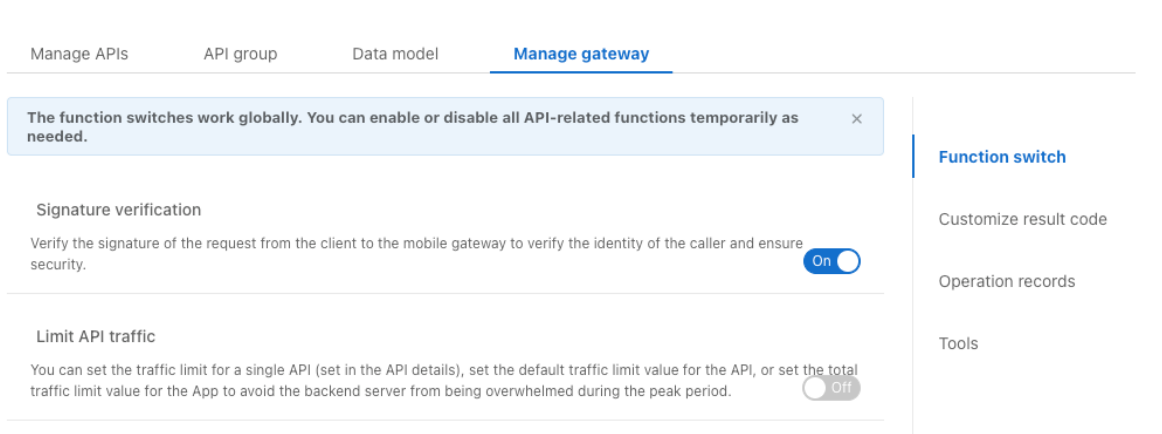 Manage APIs API group Data model Manage gateway
The function switches work globally. You can enable or disable all API-related functions temporarily as
needed.
Signature verification
Verify the signature of the request from the client to the mobile gateway to verify the identity of the caller and ensure
security.
On
Limit API traffic
You can set the traffic limit for a single API (set in the API details), set the default traffic limit value for the API, or set the total
traffic limit value for the App to avoid the backend server from being overwhelmed during the peak period.
Off
Function switch
Customize result code
Operation records
Tools